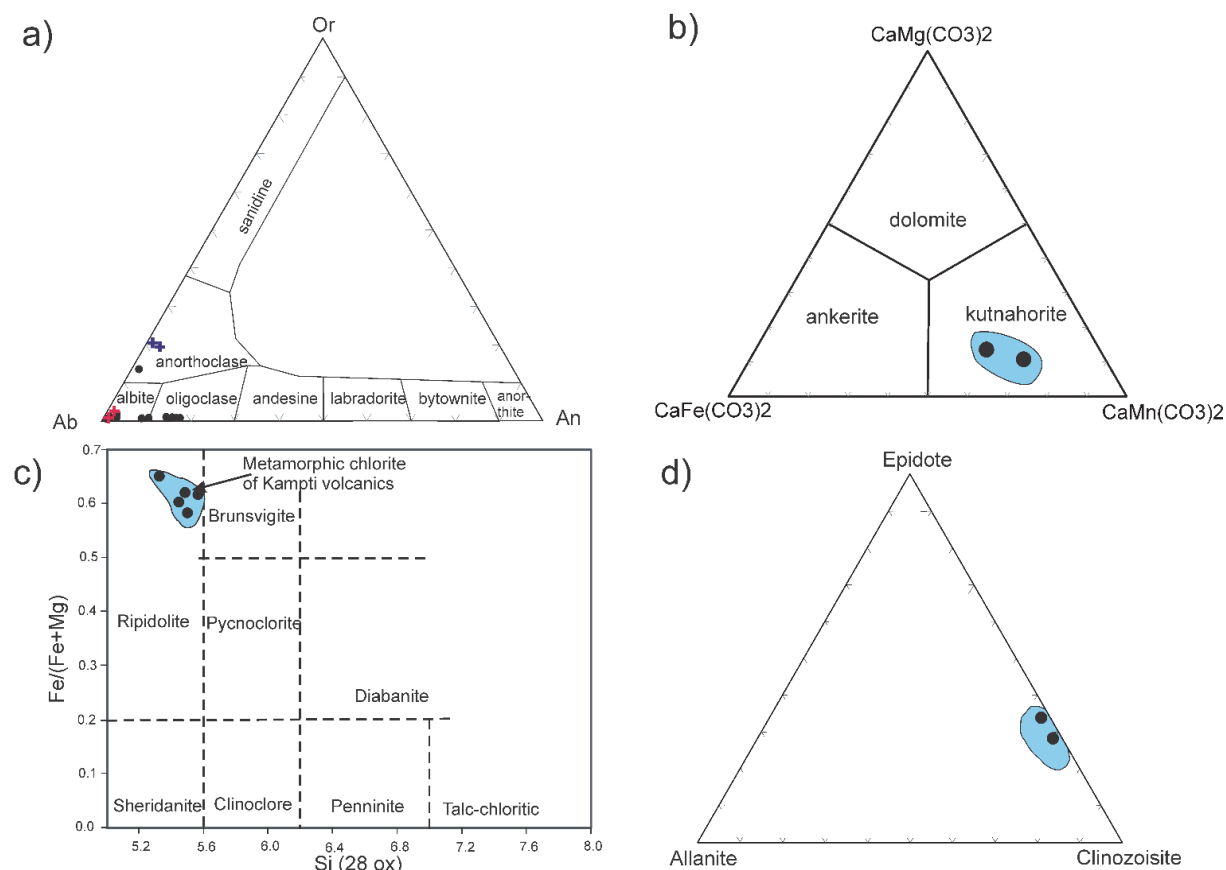 a)
Or
sanidine
anorthoclase
albite
oligoclase
andesine
labradorite
bytownite
anor-
thite
Ab
An
b)
CaMg(CO3)2
dolomite
ankerite
kutnahorite
CaFe(CO3)2
CaMn(CO3)2
c)
0.7
0.6
0.5
0.4
0.3
0.2
0.1
0.0
Fe/(Fe+Mg)
Metamorphic chlorite
of Kampti volcanics
Brunsvigite
Ripidolite
Pycnoclorite
Diabanite
Sheridanite
Clinoclore
Penninite
Talc-chloritic
5.2
5.6
6.0
6.4
6.8
7.2
7.6
8.0
Si (28 ox)
d)
Epidote
Allanite
Clinozoisite